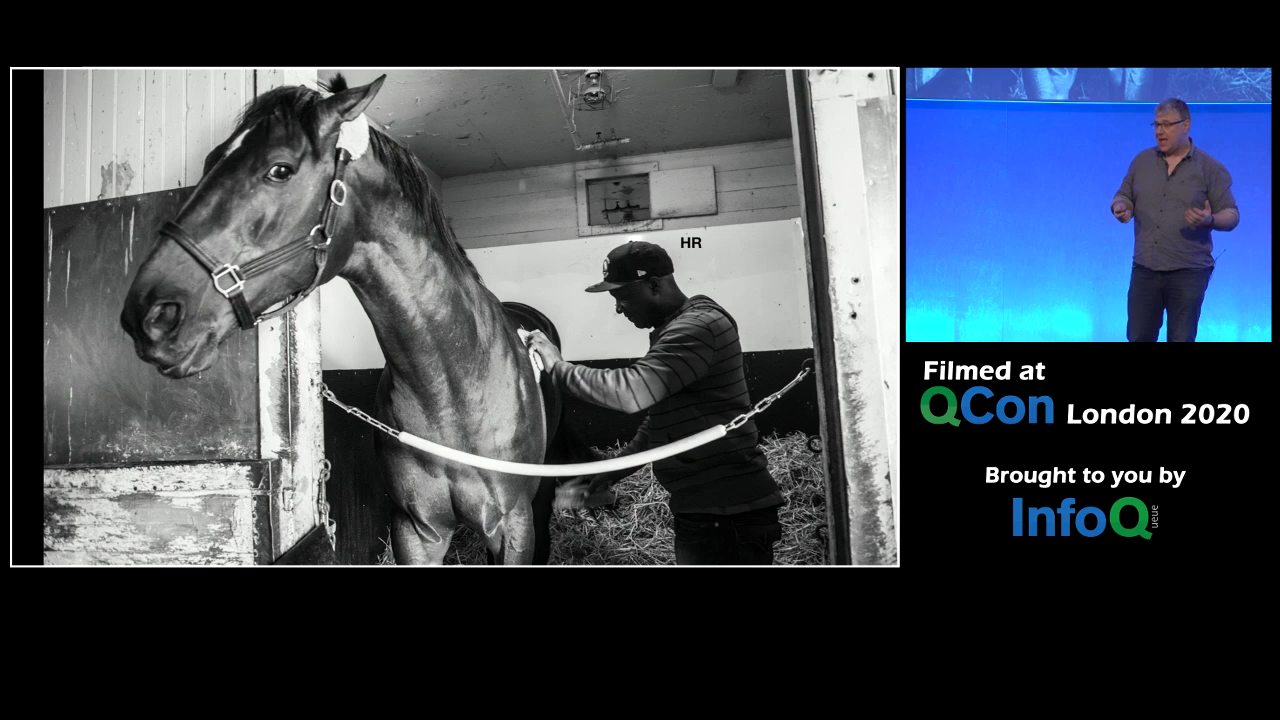 HR
Filmed at
QCon London 2020
Brought to you by
InfoQ
ueue